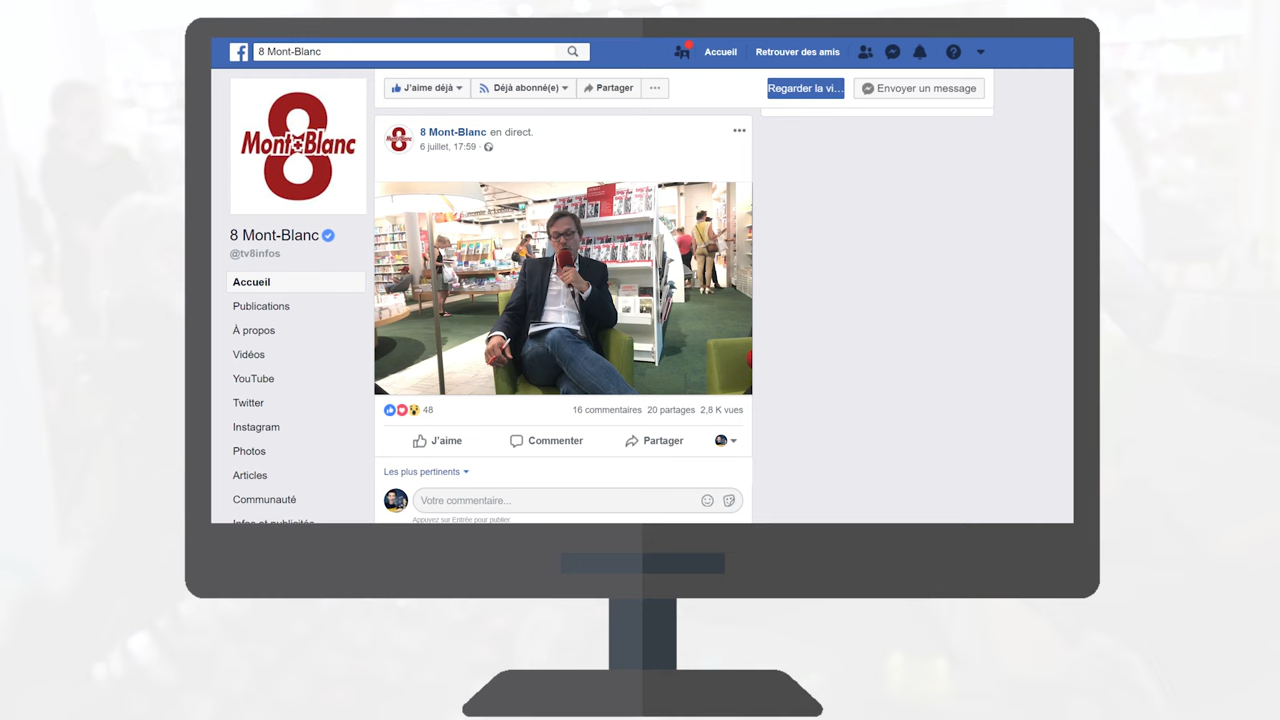 8 Mont-Blanc
Accueil
Retrouver des amis
J'aime déjà
Déjà abonné(e)
Partager
Regarder la vi...
Envoyer un message
8
Mont Blanc
8 Mont-Blanc
@tv8infos
Accueil
Publications
À propos
Vidéos
YouTube
Twitter
Instagram
Photos
Articles
Communauté
Infos et publicités
8 Mont-Blanc en direct.
6 juillet, 17:59
48
16 commentaires 20 partages 2,8 K vues
J'aime
Commenter
Partager
Les plus pertinents
Votre commentaire...
Appuyez sur Entrée pour publier.